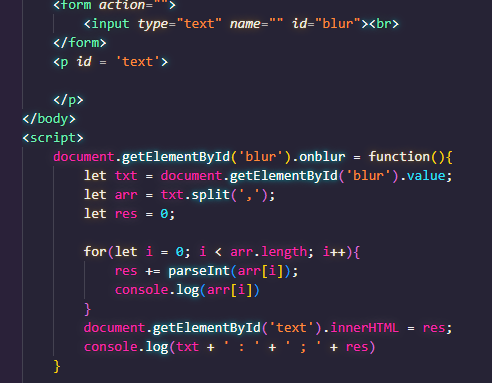 <form action="">
<input type="text" name="" id="blur"><br>
</form>
<p id = 'text'>
</p>
</body>
<script>
document.getElementById('blur').onblur = function(){
let txt = document.getElementById('blur').value;
let arr = txt.split(',');
let res = 0;
for(let i = 0; i < arr.length; i++){
res += parseInt(arr[i]);
console.log(arr[i])
}
document.getElementById('text').innerHTML = res;
console.log(txt + ' : ' + ' ; ' + res)
}